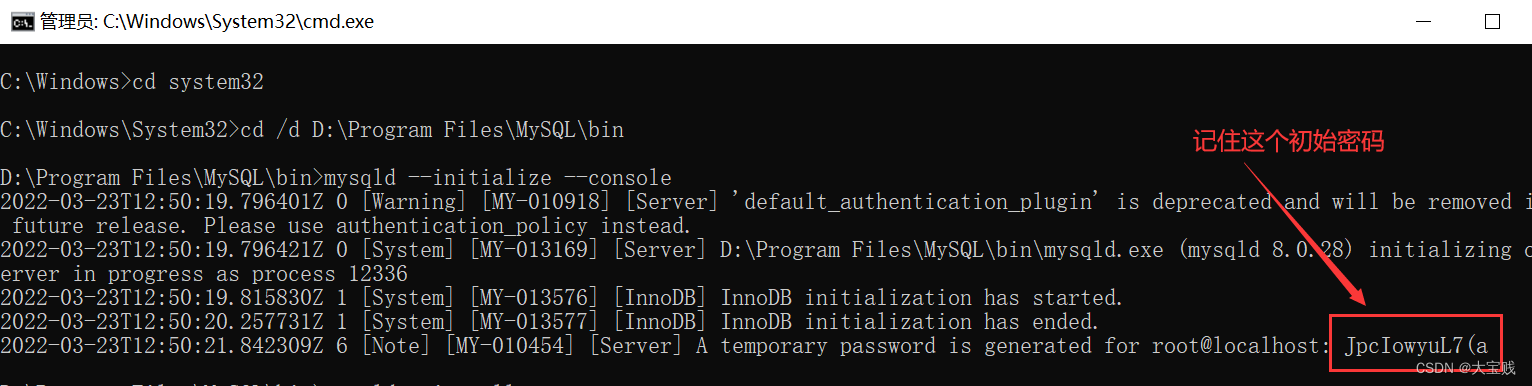 管理员: C:\Windows\System32\cmd.exe
C:\Windows>cd system32
C:\Windows\System32>cd /d D:\Program Files\MySQL\bin
记住这个初始密码
D:\Program Files\MySQL\bin>mysqld --initialize --console
2022-03-23T12:50:19.796401Z 0 [Warning] [MY-010918] [Server] 'default_authentication_plugin' is deprecated and will be removed i
future release. Please use authentication_policy instead.
2022-03-23T12:50:19.796421Z 0 [System] [MY-013169] [Server] D:\Program Files\MySQL\bin\mysqld.exe (mysqld 8.0.28) initializing o
erver in progress as process 12336
2022-03-23T12:50:19.815830Z 1 [System] [MY-013576] [InnoDB] InnoDB initialization has started.
2022-03-23T12:50:20.257731Z 1 [System] [MY-013577] [InnoDB] InnoDB initialization has ended.
2022-03-23T12:50:21.842309Z 6 [Note] [MY-010454] [Server] A temporary password is generated for root@localhost: JpcIowyuL7(a
CSDN @大宝贱